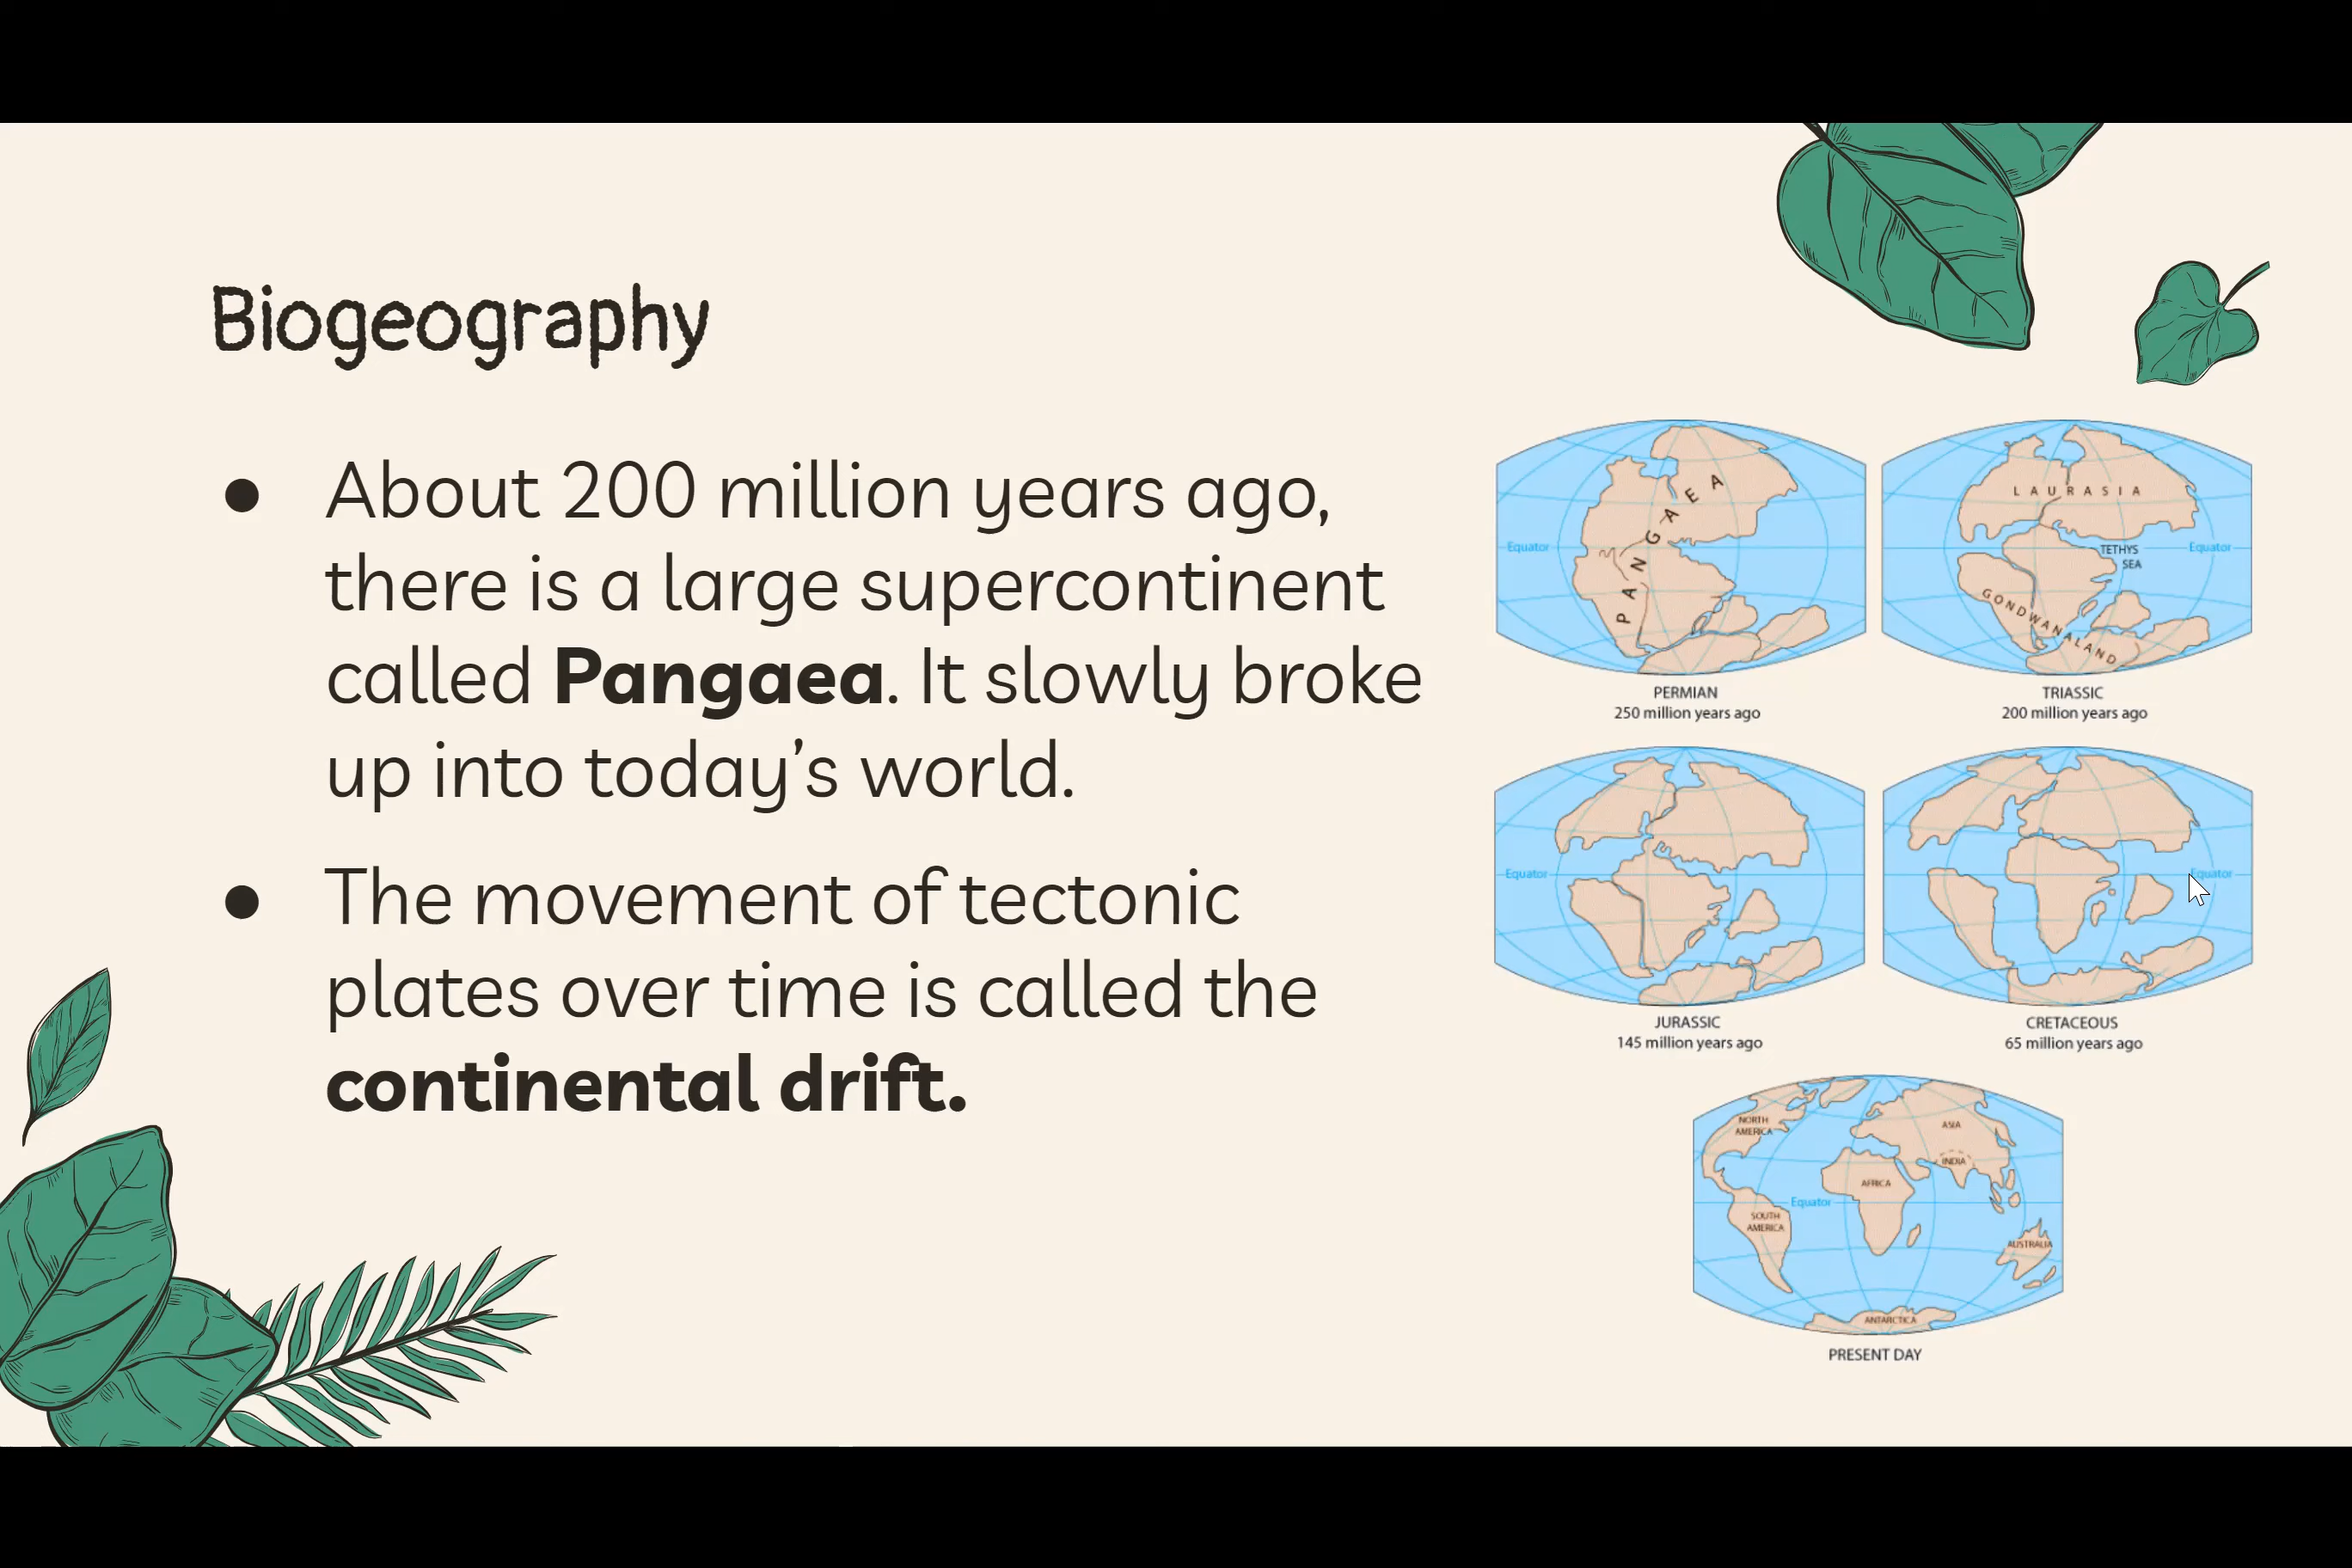 Biogeography
● About 200 million years ago,
there is a large supercontinent
called Pangaea. It slowly broke
up into today’s world.
● The movement of tectonic
plates over time is called the
continental drift.
PANGAEA
Equator
PERMIAN
250 million years ago
LAURASIA
TETHYS
SEA
Equator
GONDWANALAND
TRIASSIC
200 million years ago
Equator
JURASSIC
145 million years ago
Equator
CRETACEOUS
65 million years ago
NORTH
AMERICA
ASIA
INDIA
AFRICA
Equator
SOUTH
AMERICA
AUSTRALIA
ANTARCTICA
PRESENT DAY